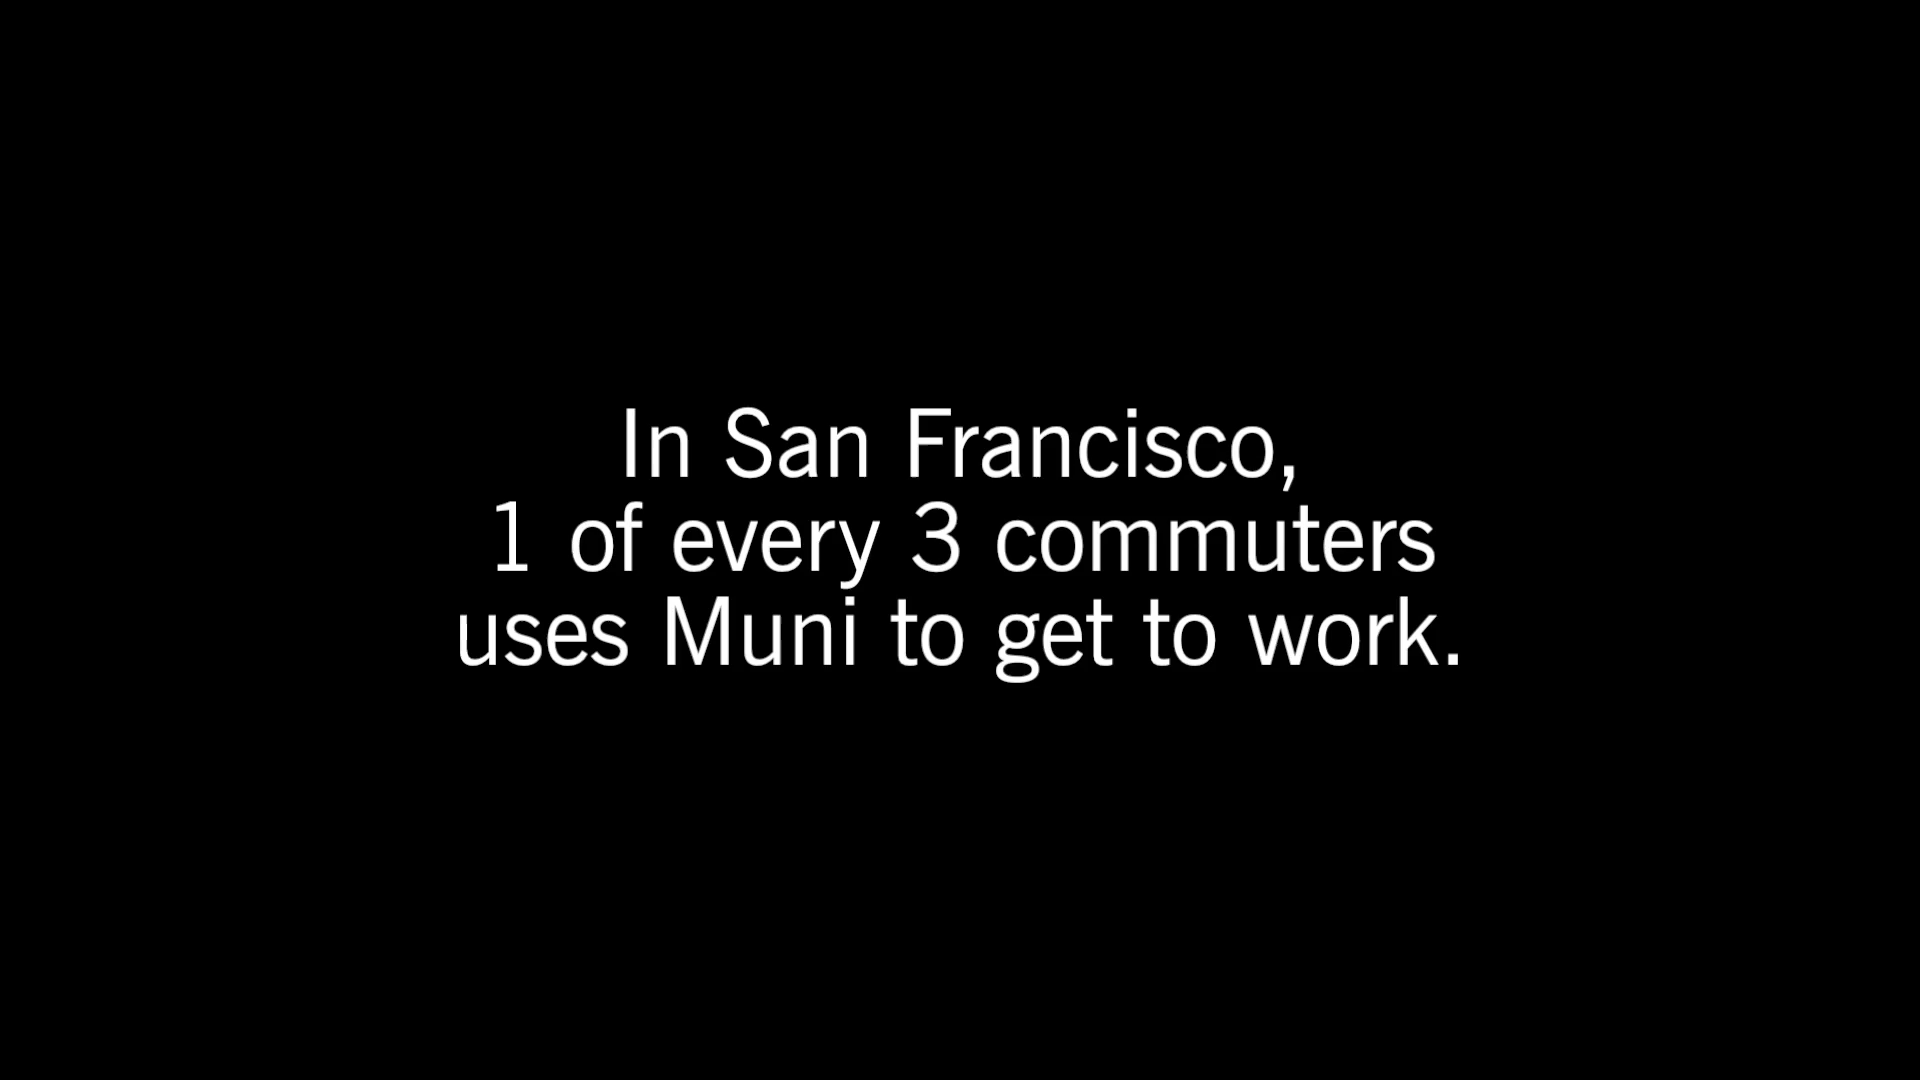 In San Francisco,
1 of every 3 commuters
uses Muni to get to work.